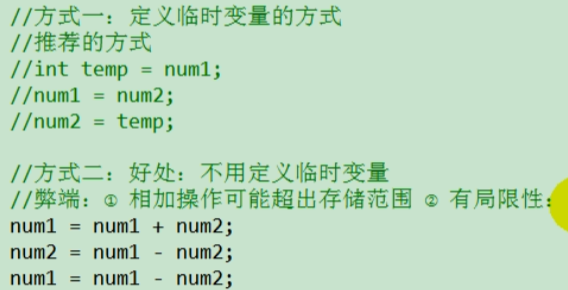 //方式一：定义临时变量的方式
//推荐的方式
//int temp = num1;
//num1 = num2;
//num2 = temp;
//方式二：好处：不用定义临时变量
//弊端：① 相加操作可能超出存储范围 ② 有局限性：
num1 = num1 + num2;
num2 = num1 - num2;
num1 = num1 - num2;